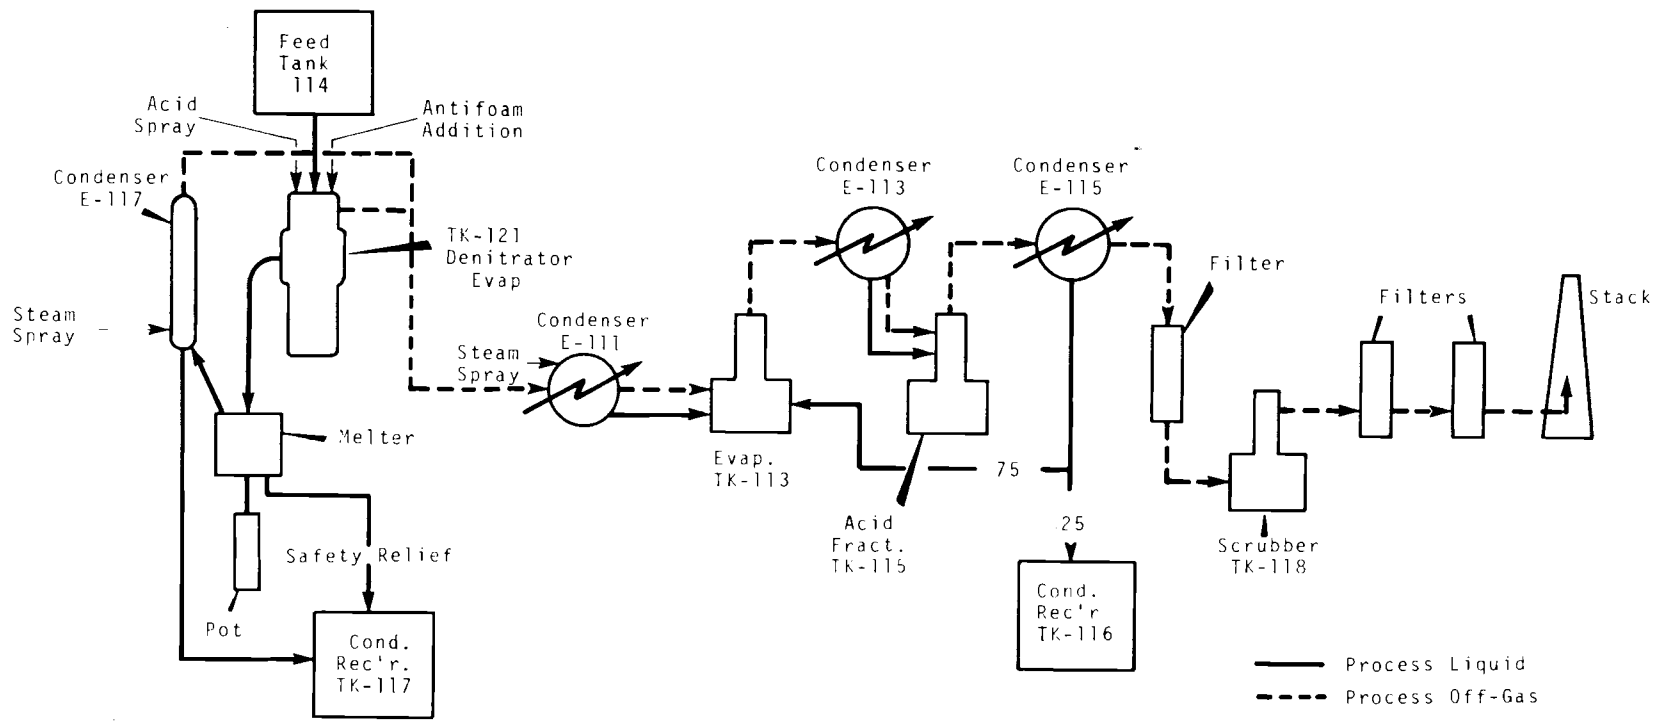 Feed
Tank
114
Acid
Spray
Antifoam
Addition
Condenser
E-117
TK-121
Denitrator
Evap
Steam
Spray
Condenser
E-111
Steam
Spray
Condenser
E-113
Condenser
E-115
Filter
Filters
Stack
Melter
Evap.
TK-113
75
Acid
Fract.
TK-115
25
Scrubber
TK-118
Safety Relief
Pot
Cond.
Rec'r.
TK-117
Cond.
Rec'r
TK-116
Process Liquid
Process Off-Gas